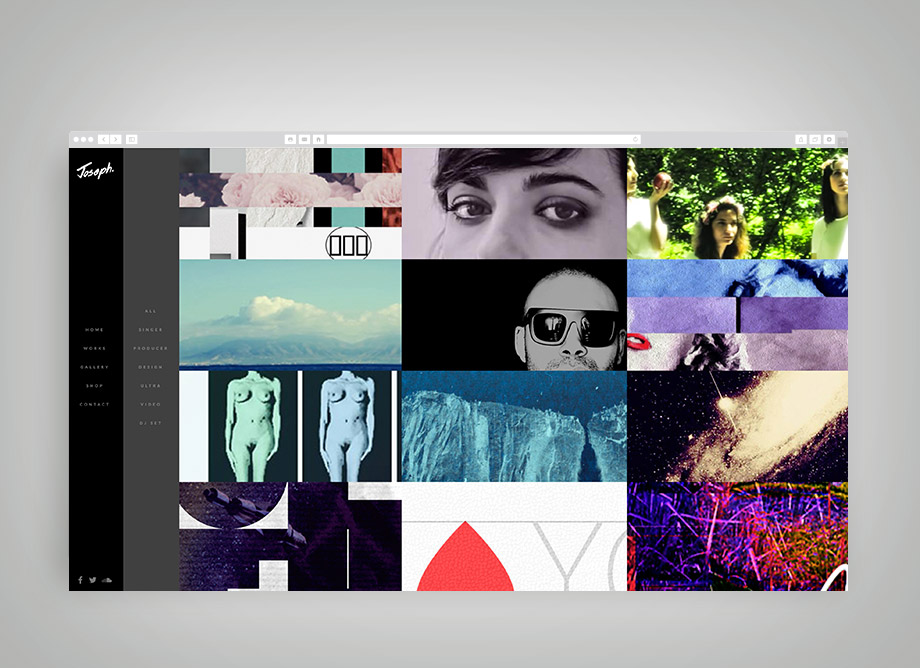 Joseph.
HOME
WORKS
GALLERY
SHOP
CONTACT
ALL
SINGER
PRODUCER
DESIGN
ULTRA
VIDEO
DJ SET
YO